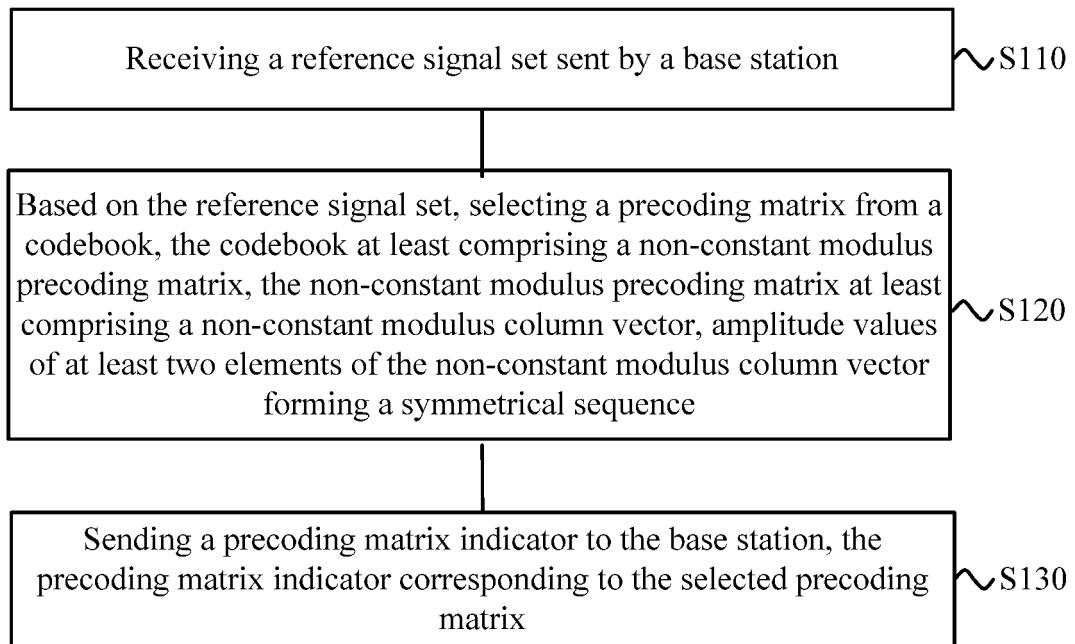 Receiving a reference signal set sent by a base station
S110
Based on the reference signal set, selecting a precoding matrix from a
codebook, the codebook at least comprising a non-constant modulus
precoding matrix, the non-constant modulus precoding matrix at least
comprising a non-constant modulus column vector, amplitude values
of at least two elements of the non-constant modulus column vector
forming a symmetrical sequence
S120
Sending a precoding matrix indicator to the base station, the
precoding matrix indicator corresponding to the selected precoding
matrix
S130